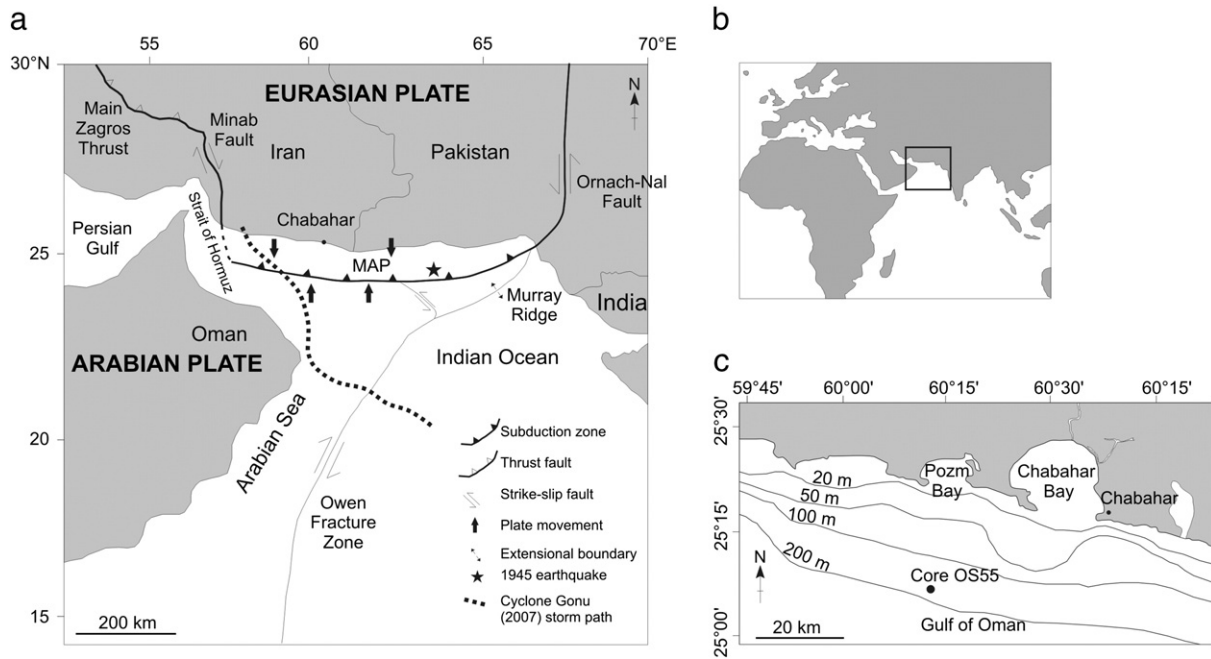 a
55
60
65
70°E
30°N
25
20
15
N
EURASIAN PLATE
Main
Zagros
Thrust
Minab
Fault
Iran
Pakistan
Ornach-Nal
Fault
Persian
Gulf
Strait of Hormuz
Chabahar
MAP
Murray
Ridge
India
Oman
ARABIAN PLATE
Indian Ocean
Arabian Sea
Owen
Fracture
Zone
Subduction zone
Thrust fault
Strike-slip fault
Plate movement
Extensional boundary
1945 earthquake
Cyclone Gonu
(2007) storm path
200 km
b
c
59°45'
60°00'
60°15'
60°30'
60°15'
25°30'
25°15'
25°00'
20 m
50 m
100 m
200 m
Pozm
Bay
Chabahar
Bay
Chabahar
Core OS55
N
Gulf of Oman
20 km